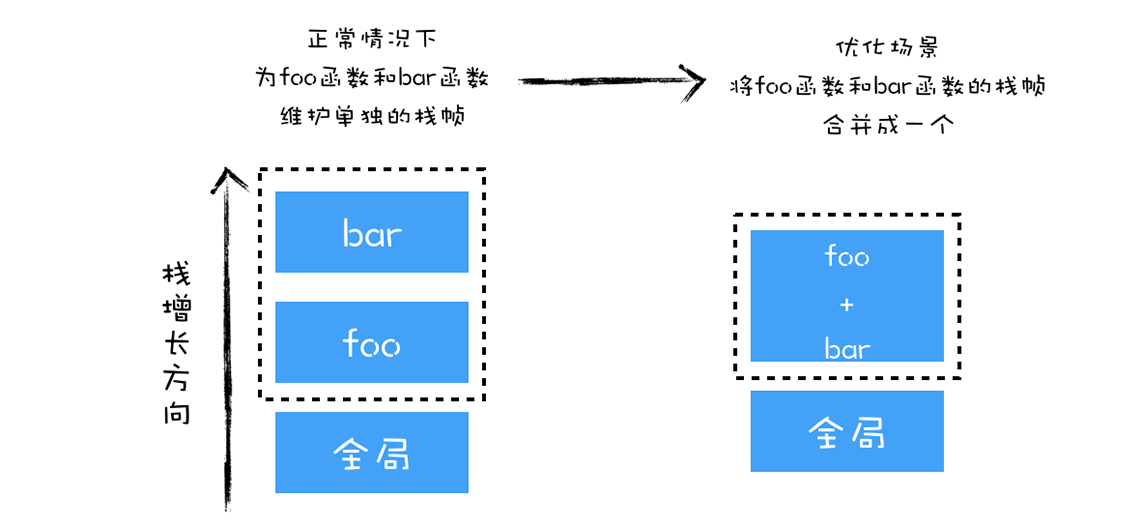 正常情况下
为foo函数和bar函数
维护单独的栈帧
优化场景
将foo函数和bar函数的栈帧
合并成一个
栈增长方向
bar
foo
全局
foo
+
bar
全局